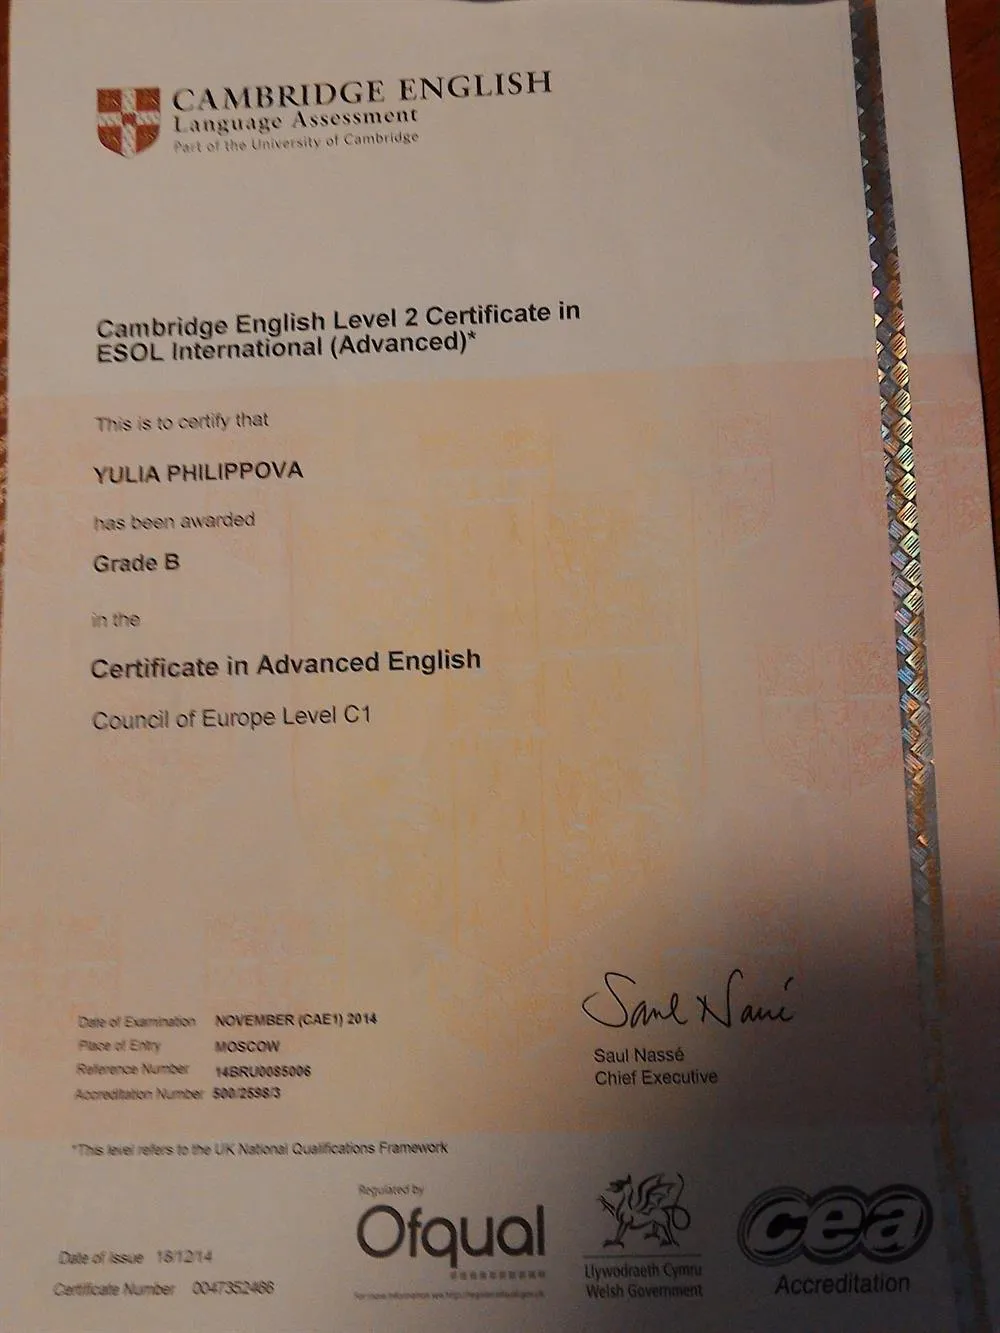 CAMBRIDGE ENGLISH
Language Assessment
Part of the University of Cambridge
Cambridge English Level 2 Certificate in
ESOL International (Advanced)*
This is to certify that
YULIA PHILIPPOVA
has been awarded
Grade B
in the
Certificate in Advanced English
Council of Europe Level C1
Date of Examination NOVEMBER (CAE1) 2014
Place of Entry MOSCOW
Reference Number 14BRU0085006
Accreditation Number 500/2598/3
Saul Nassé
Saul Nassé
Chief Executive
*This level refers to the UK National Qualifications Framework
Date of Issue 18/12/14
Certificate Number 0047352466
Regulated by
Ofqual
Llywodraeth Cymru
Welsh Government
cea
Accreditation